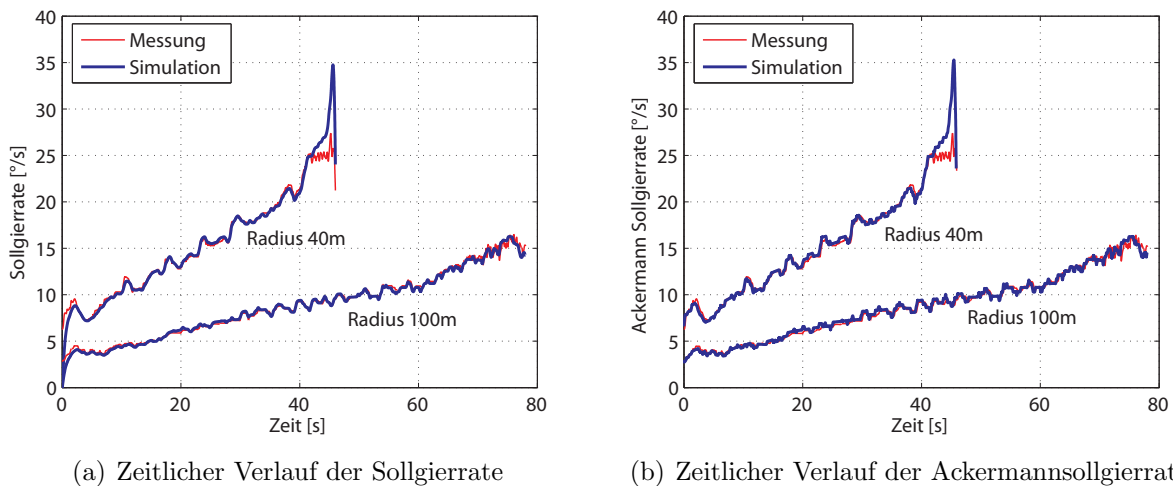 40
35
30
25
20
15
10
5
0
Sollgierrate [°/s]
Messung
Simulation
Radius 40m
Radius 100m
0 20 40 60 80
Zeit [s]
(a) Zeitlicher Verlauf der Sollgierrate
40
35
30
25
20
15
10
5
0
Ackermann Sollgierrate [°/s]
Messung
Simulation
Radius 40m
Radius 100m
0 20 40 60 80
Zeit [s]
(b) Zeitlicher Verlauf der Ackermannsollgierrat